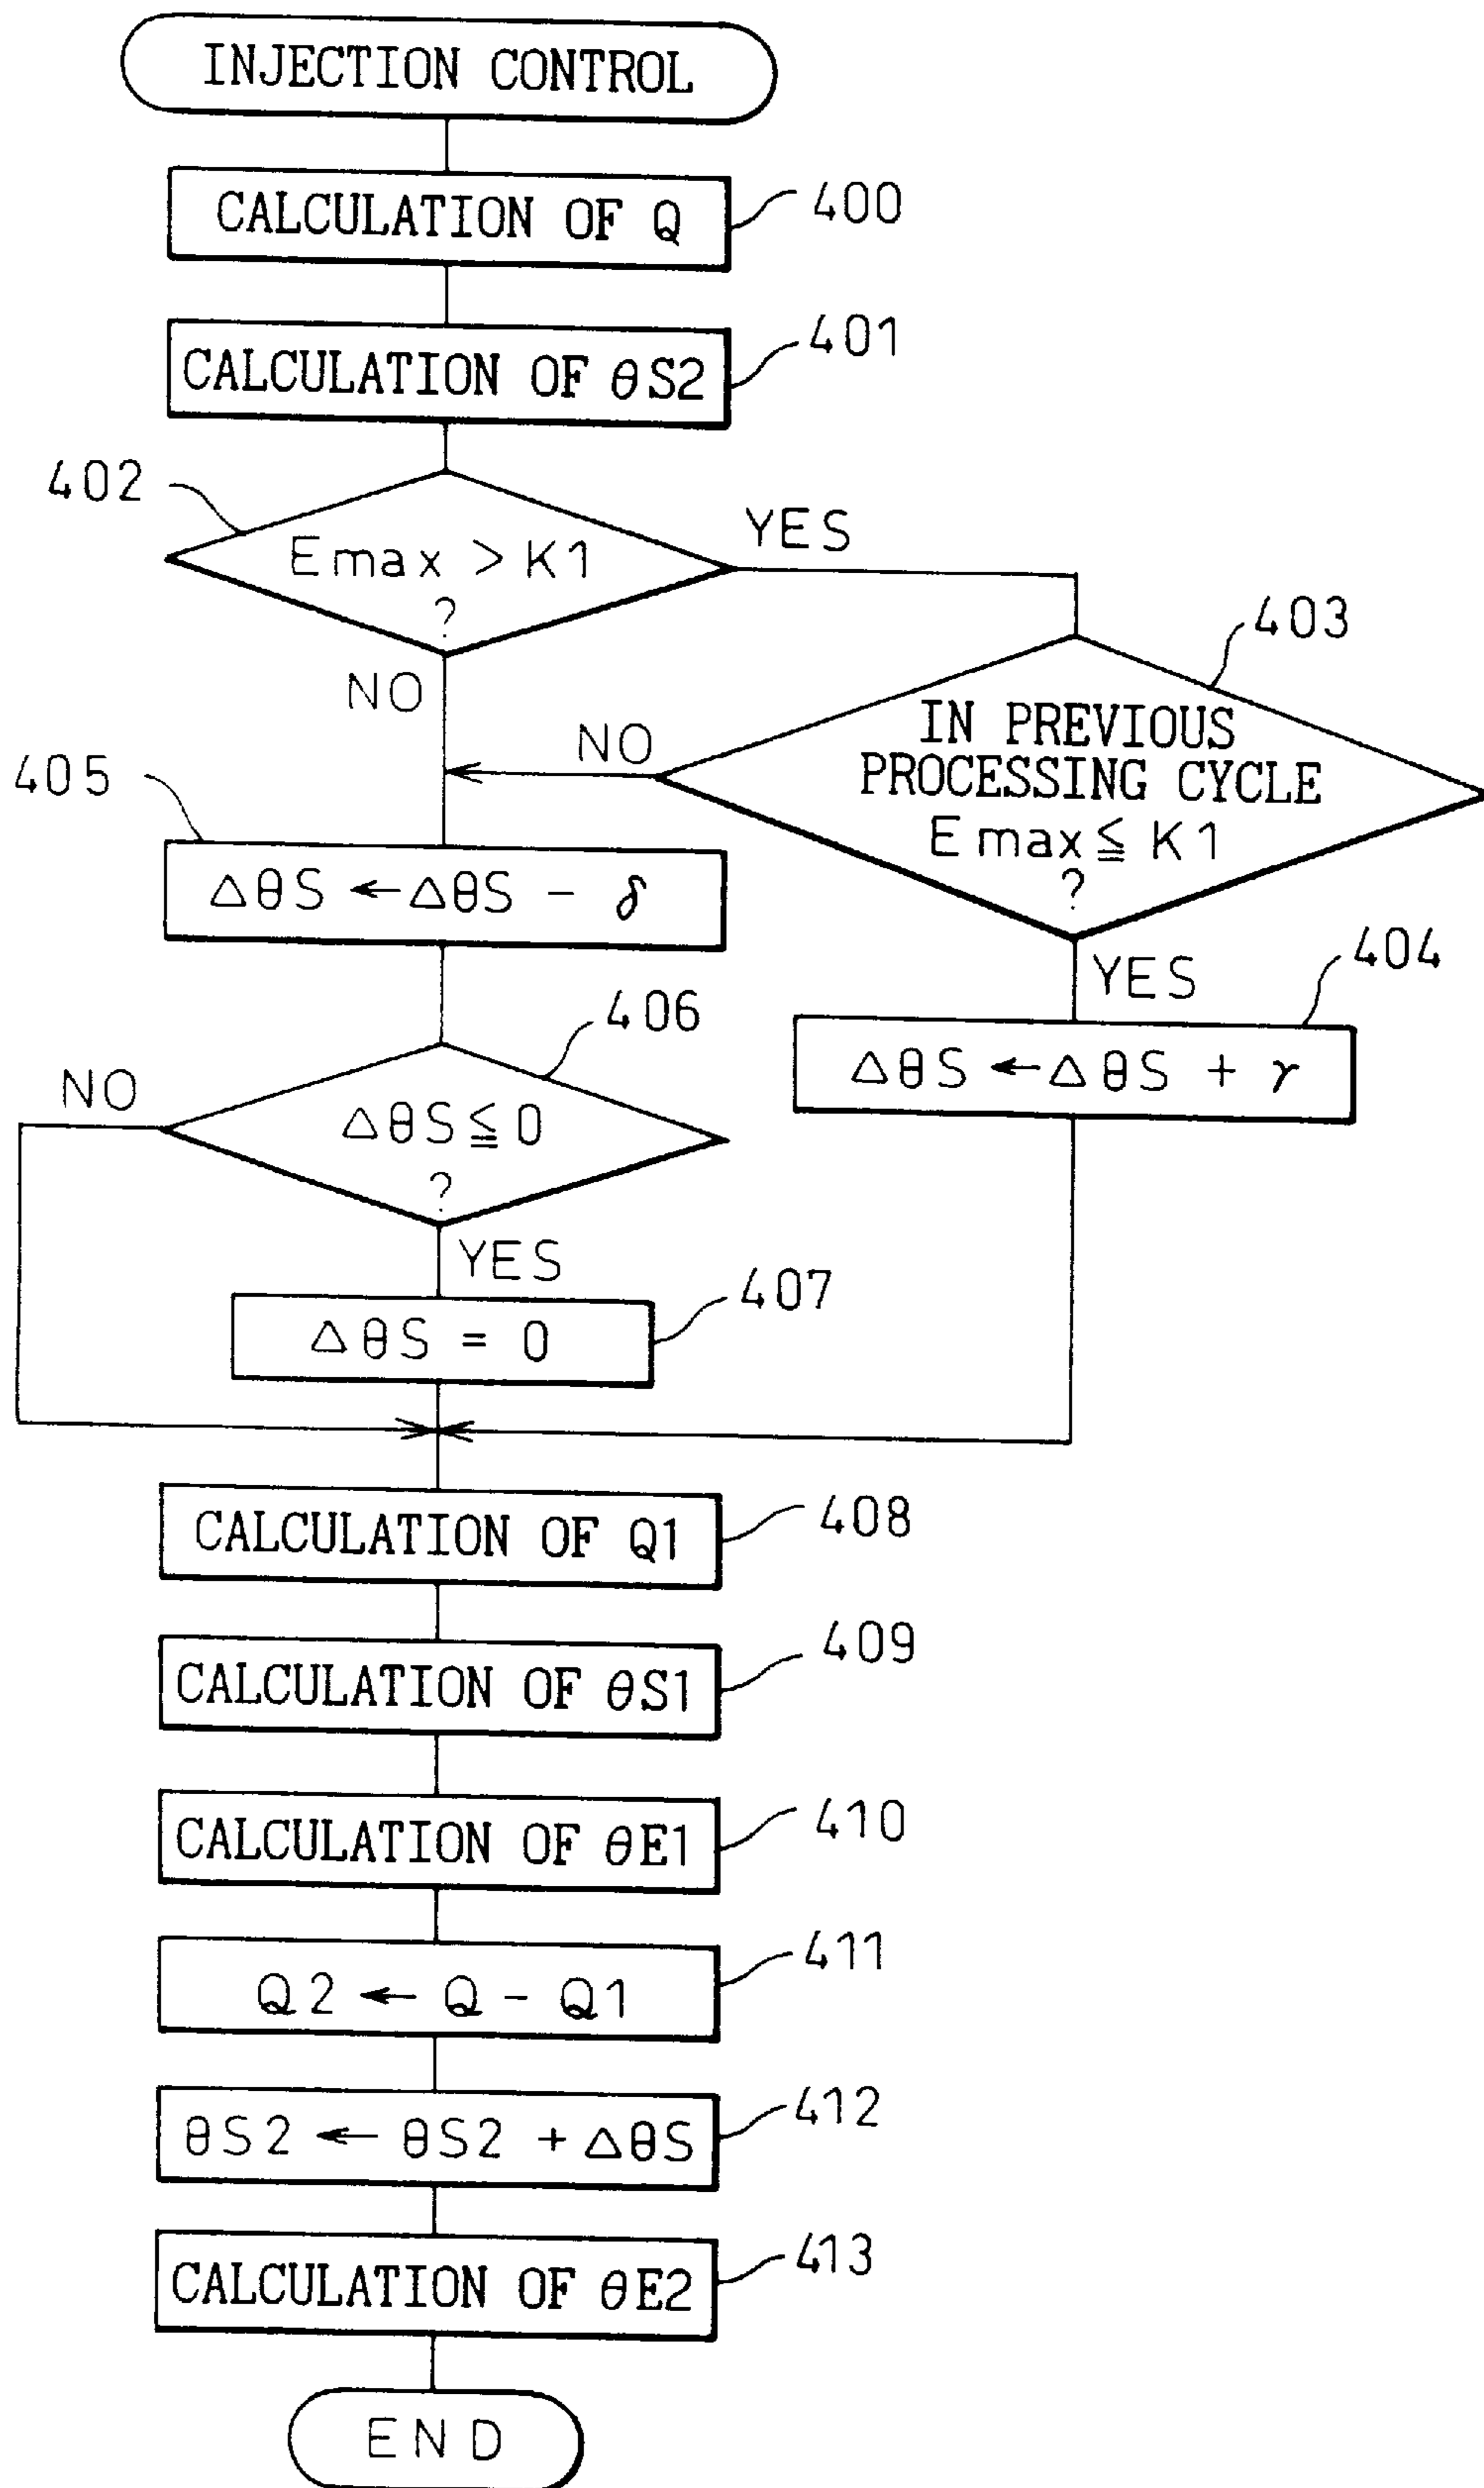 INJECTION CONTROL
CALCULATION OF Q
400
CALCULATION OF θS2
401
402
Emax > K1
?
YES
NO
403
IN PREVIOUS
PROCESSING CYCLE
Emax ≦ K1
?
NO
YES
405
ΔθS ← ΔθS - δ
404
ΔθS ← ΔθS + γ
406
ΔθS ≦ 0
?
NO
YES
407
ΔθS = 0
CALCULATION OF Q1
408
CALCULATION OF θS1
409
CALCULATION OF θE1
410
Q2 ← Q - Q1
411
θS2 ← θS2 + ΔθS
412
CALCULATION OF θE2
413
END